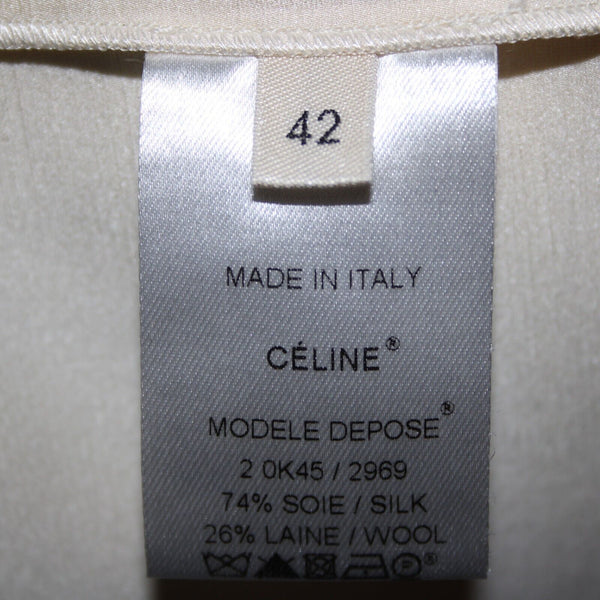 42
MADE IN ITALY
CÉLINE®
MODELE DEPOSE®
2 0K45 / 2969
74% SOIE / SILK
26% LAINE / WOOL
P